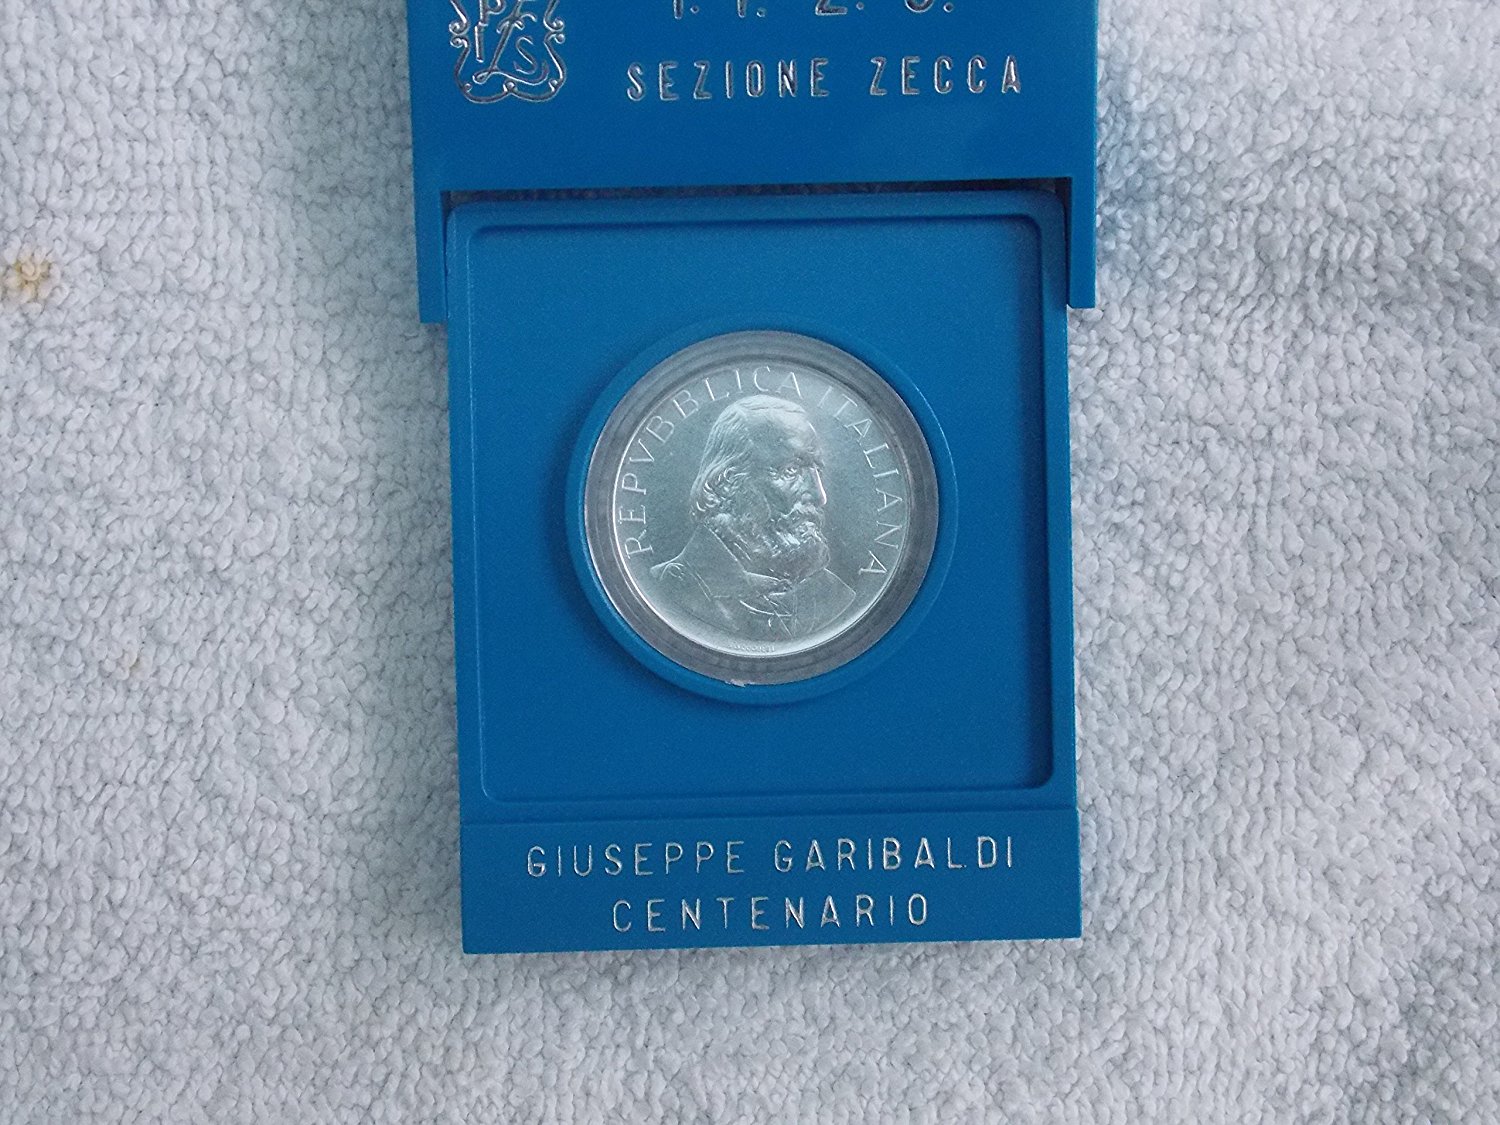 SEZIONE ZECCA
REPVBBLICA ITALIANA
GIUSEPPE GARIBALDI
CENTENARIO